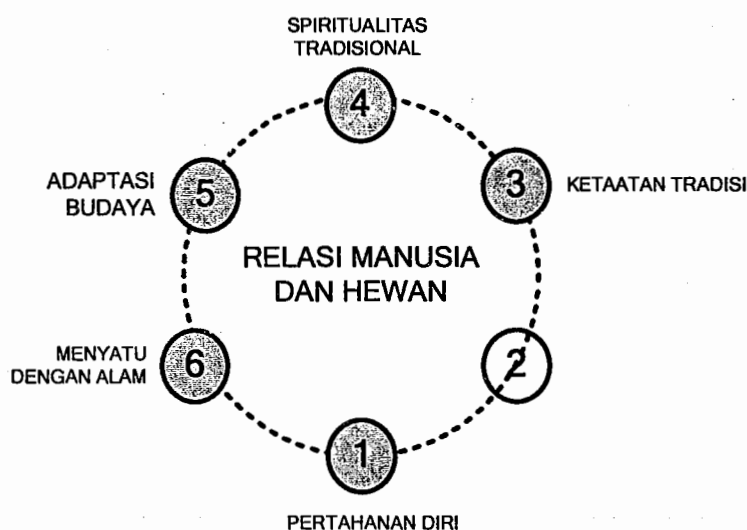 SPIRITUALITAS
TRADISIONAL
4
ADAPTASI
BUDAYA
5
3
KETAATAN TRADISI
RELASI MANUSIA
DAN HEWAN
MENYATU
DENGAN ALAM
6
2
1
PERTAHANAN DIRI